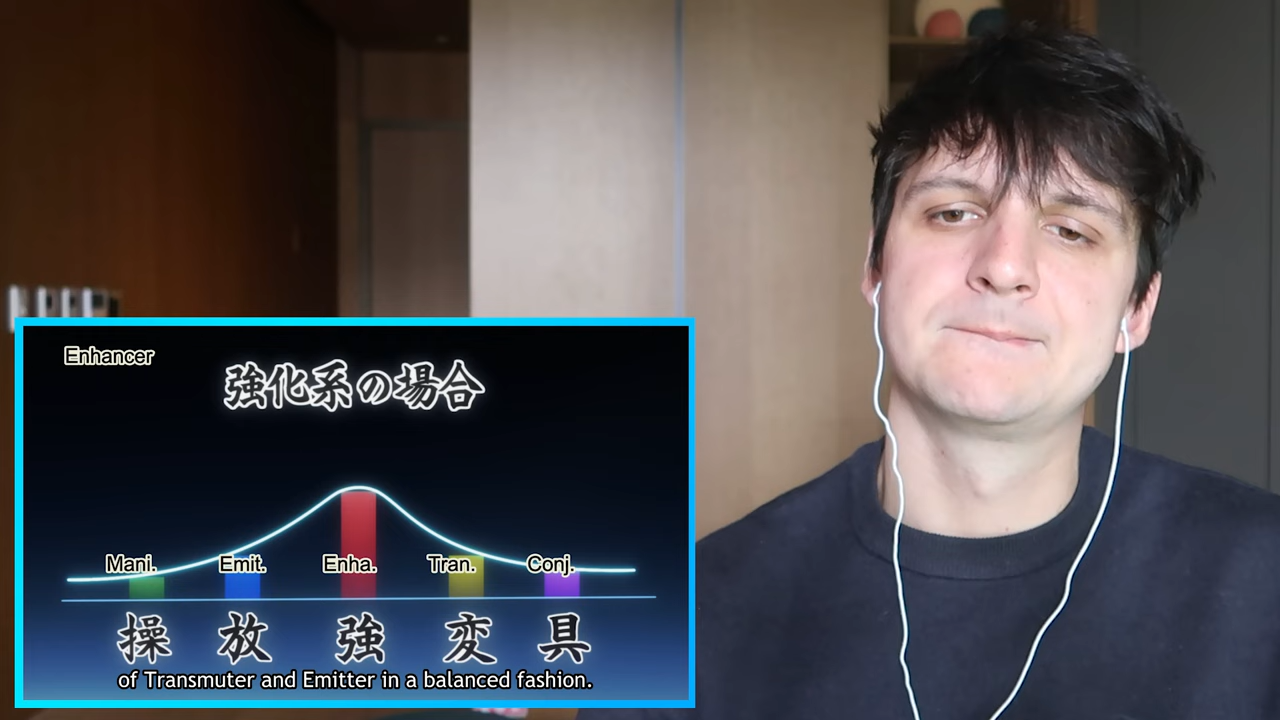 Enhancer
強化系の場合
Mani. Emit. Enha. Tran. Conj.
操 放 強 変 具
of Transmuter and Emitter in a balanced fashion.